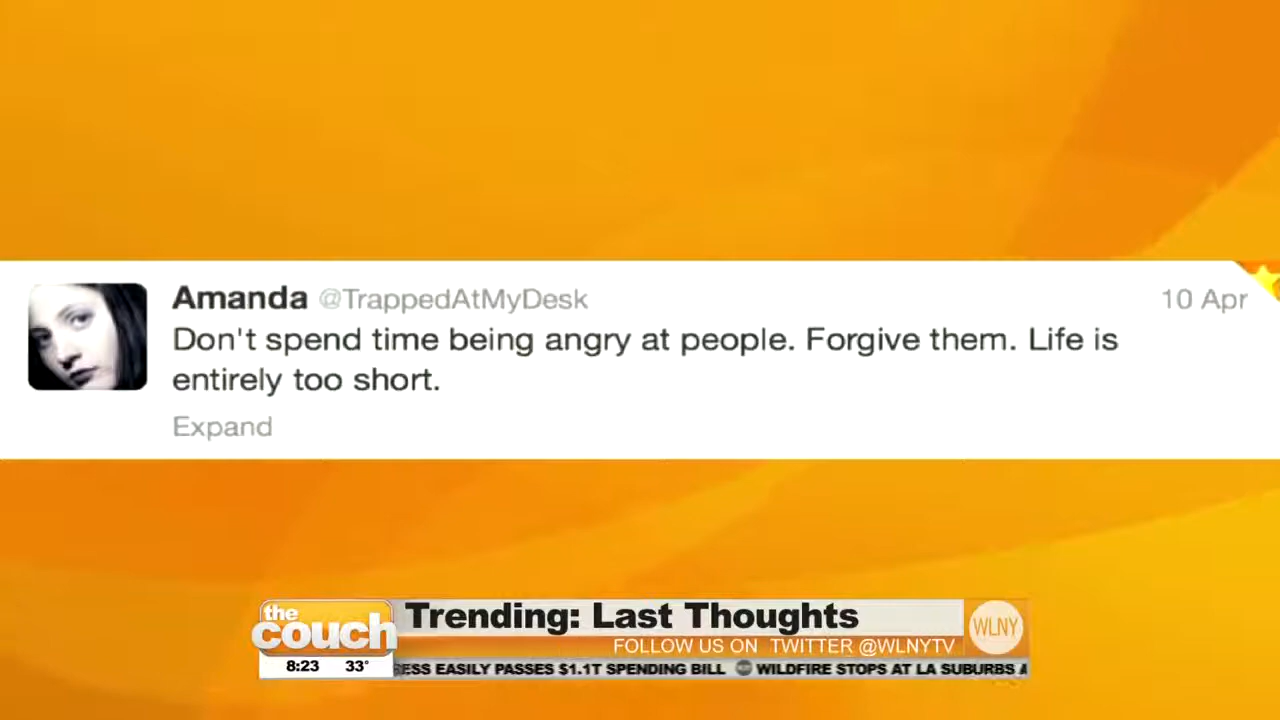 Amanda @TrappedAtMyDesk 10 Apr
Don't spend time being angry at people. Forgive them. Life is
entirely too short.
Expand
the
couch
Trending: Last Thoughts
WLNY
FOLLOW US ON TWITTER @WLNYTV
8:23 33° ESS EASILY PASSES $1.1T SPENDING BILL WILDFIRE STOPS AT LA SUBURBS